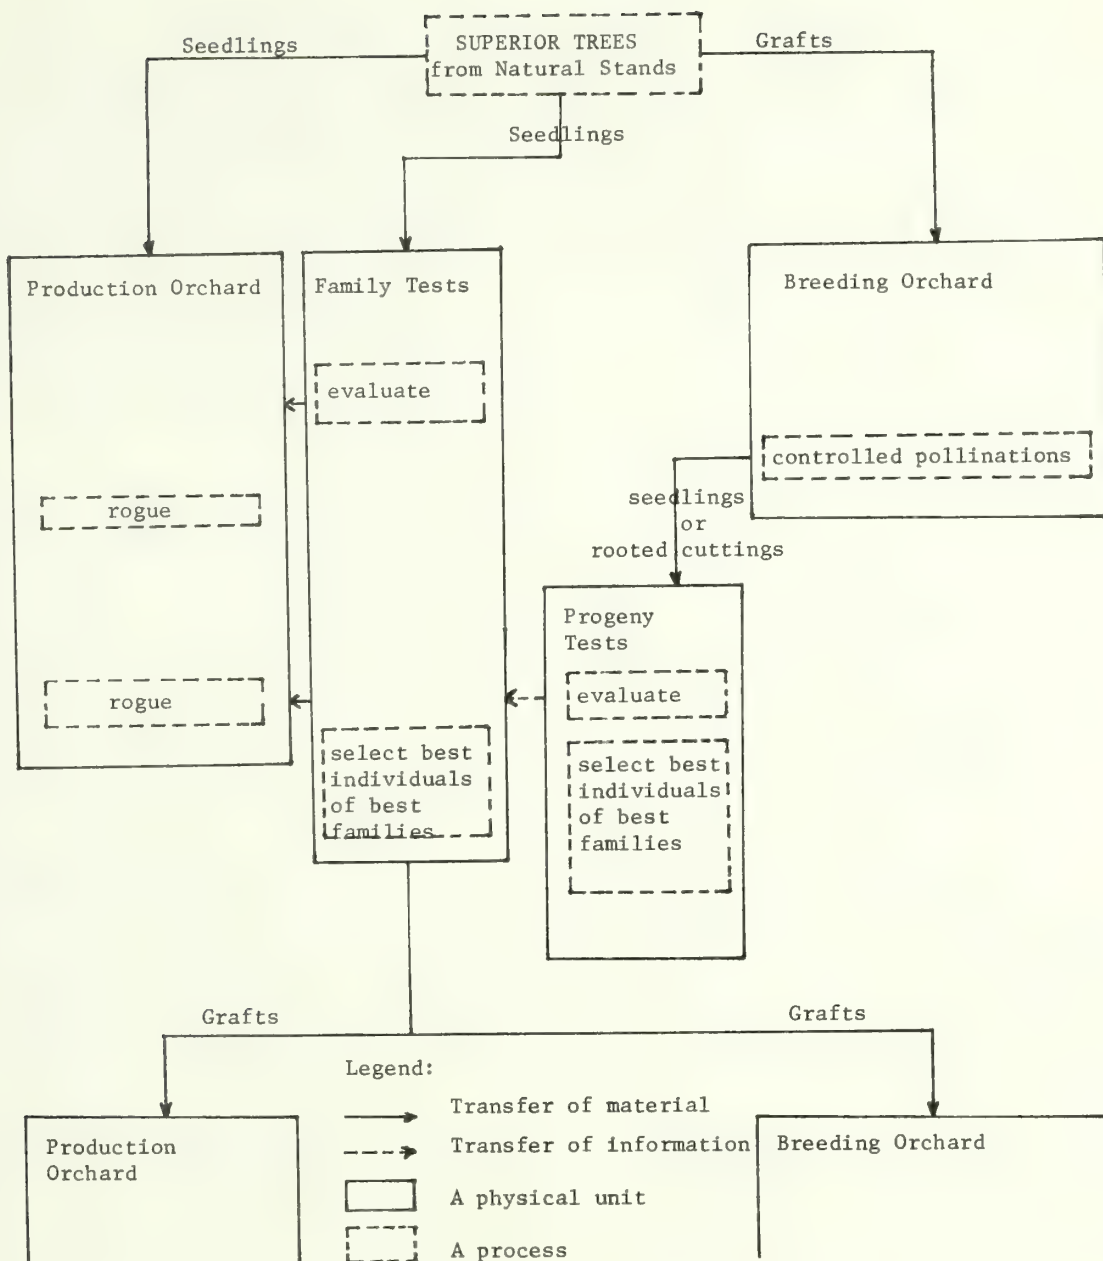 Seedlings
SUPERIOR TREES
from Natural Stands
Grafts
Seedlings
Production Orchard
rogue
rogue
Family Tests
evaluate
select best
individuals
of best
families
Breeding Orchard
controlled pollinations
seedlings
or
rooted cuttings
Progeny
Tests
evaluate
select best
individuals
of best
families
Grafts
Grafts
Production
Orchard
Legend:
Transfer of material
Transfer of information
A physical unit
A process
Breeding Orchard